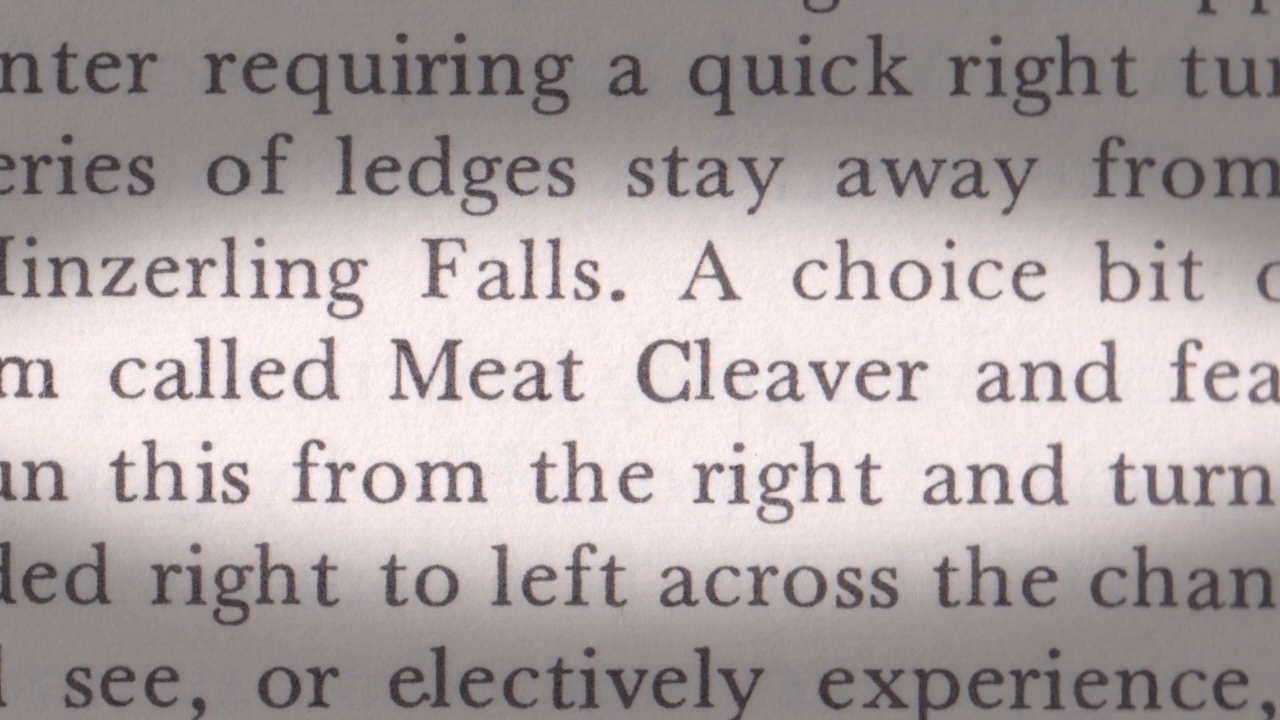 nter requiring a quick right tur
eries of ledges stay away from
Hinzerling Falls. A choice bit o
m called Meat Cleaver and fea
un this from the right and turn
ded right to left across the chan
see, or electively experience,